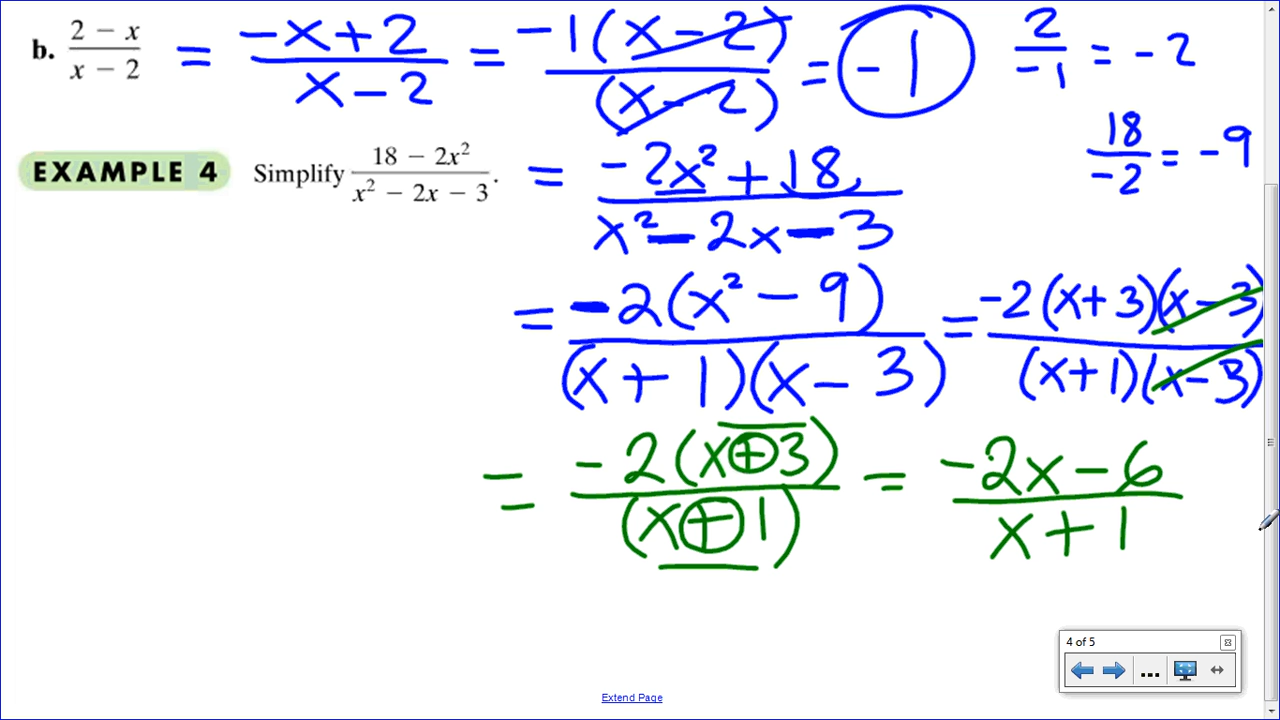 b. (2 − x)/(x − 2) = (−x + 2)/(x − 2) = −1(x − 2)/(x − 2) = −1
2/−1 = −2
18/−2 = −9
EXAMPLE 4 Simplify (18 − 2x²)/(x² − 2x − 3). = (−2x² + 18)/(x² − 2x − 3)
= −2(x² − 9)/(x + 1)(x − 3) = −2(x + 3)(x − 3)/(x + 1)(x − 3)
= −2(x + 3)/(x + 1) = (−2x − 6)/(x + 1)
4 of 5
...
Extend Page